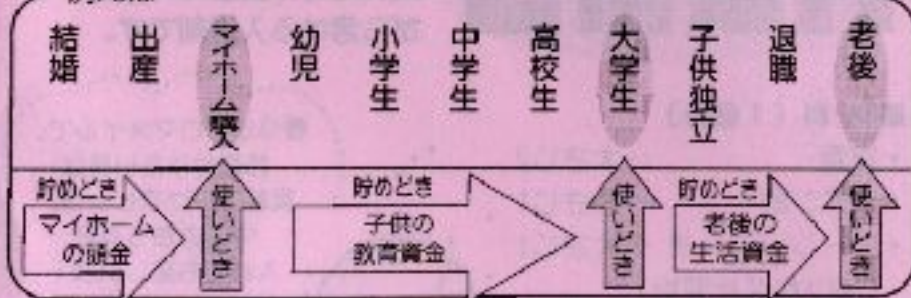 結婚
出産
マイホーム購入
幼児
小学生
中学生
高校生
大学生
子供独立
退職
老後
貯めどき
マイホーム
の頭金
使いどき
貯めどき
子供の
教育資金
使いどき
貯めどき
老後の
生活資金
使いどき